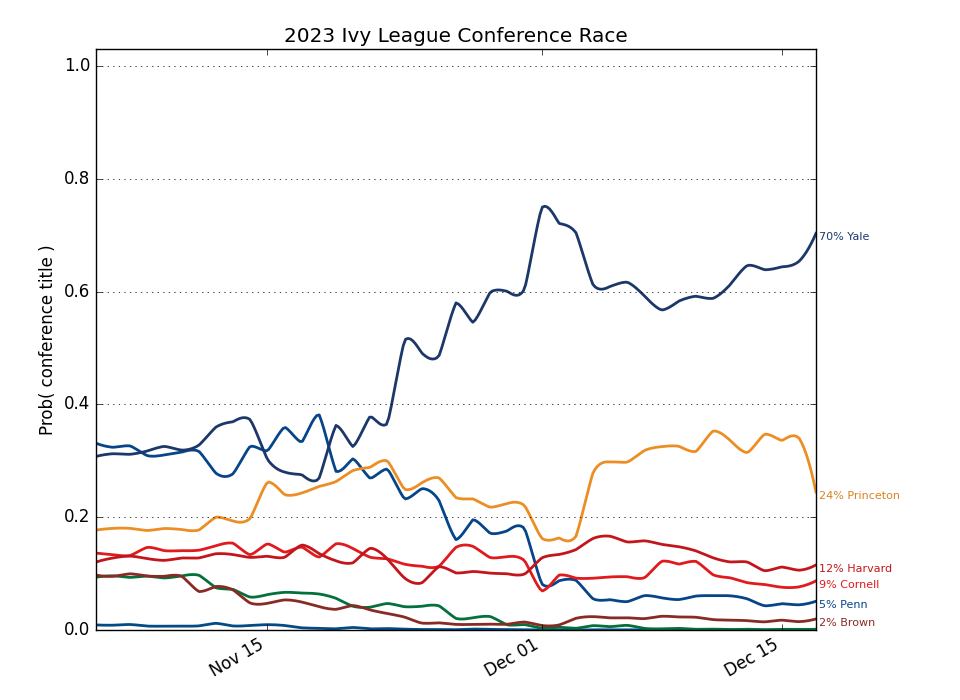 2023 Ivy League Conference Race
Prob( conference title )
1.0
0.8
0.6
0.4
0.2
0.0
Nov 15
Dec 01
Dec 15
70% Yale
24% Princeton
12% Harvard
9% Cornell
5% Penn
2% Brown